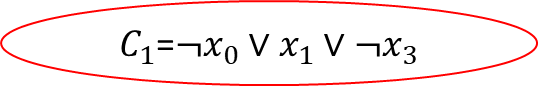 C₁=¬x₀ ∨ x₁ ∨ ¬x₃